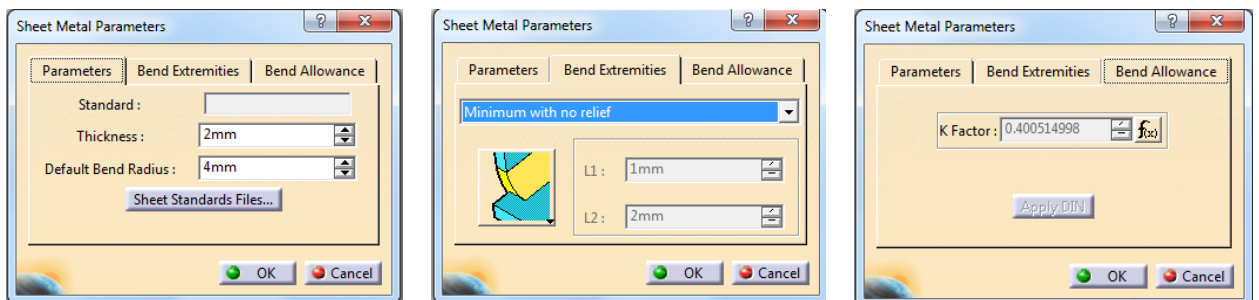 Sheet Metal Parameters
?
X
Parameters
Bend Extremities
Bend Allowance
Standard :
Thickness :
2mm
Default Bend Radius :
4mm
Sheet Standards Files...
OK
Cancel
Sheet Metal Parameters
?
X
Parameters
Bend Extremities
Bend Allowance
Minimum with no relief
L1 :
1mm
L2 :
2mm
OK
Cancel
Sheet Metal Parameters
?
X
Parameters
Bend Extremities
Bend Allowance
K Factor :
0.400514998
f(x)
Apply DIN
OK
Cancel